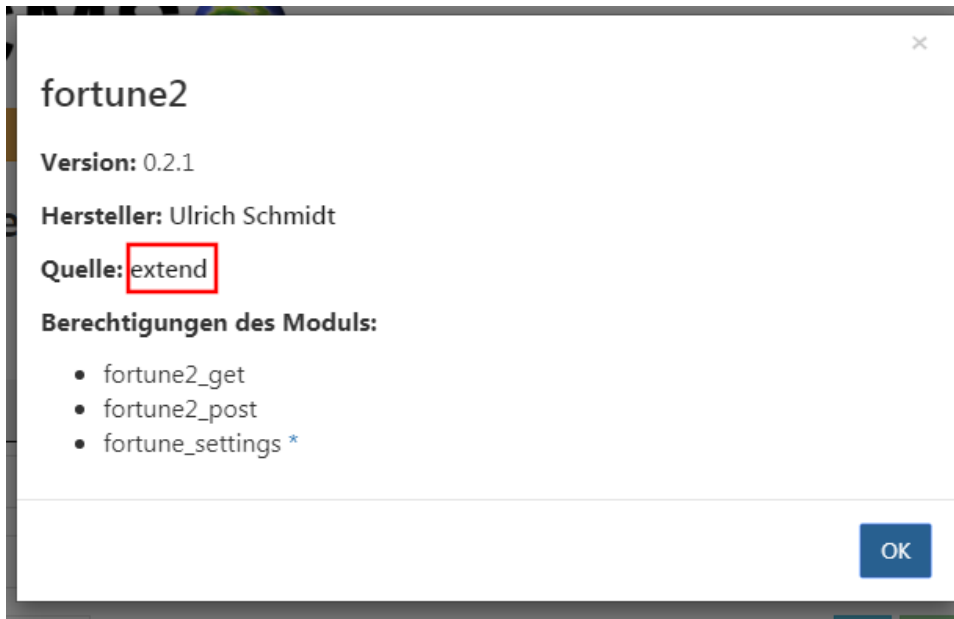 ×
fortune2
Version: 0.2.1
Hersteller: Ulrich Schmidt
Quelle: extend
Berechtigungen des Moduls:
• fortune2_get
• fortune2_post
• fortune_settings *
OK